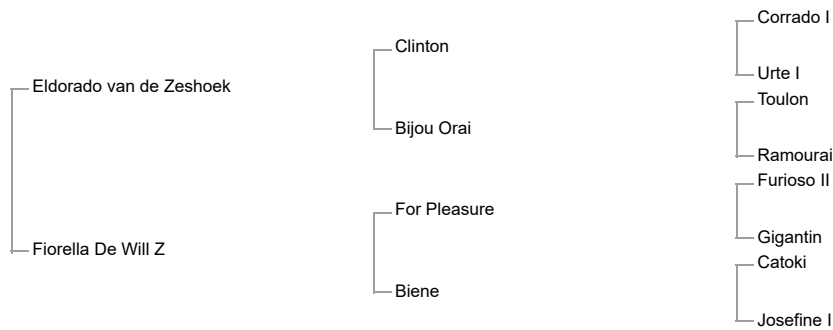 Corrado I
Clinton
Urte I
Eldorado van de Zeshoek
Toulon
Bijou Orai
Ramourai
Furioso II
For Pleasure
Gigantin
Fiorella De Will Z
Catoki
Biene
Josefine I